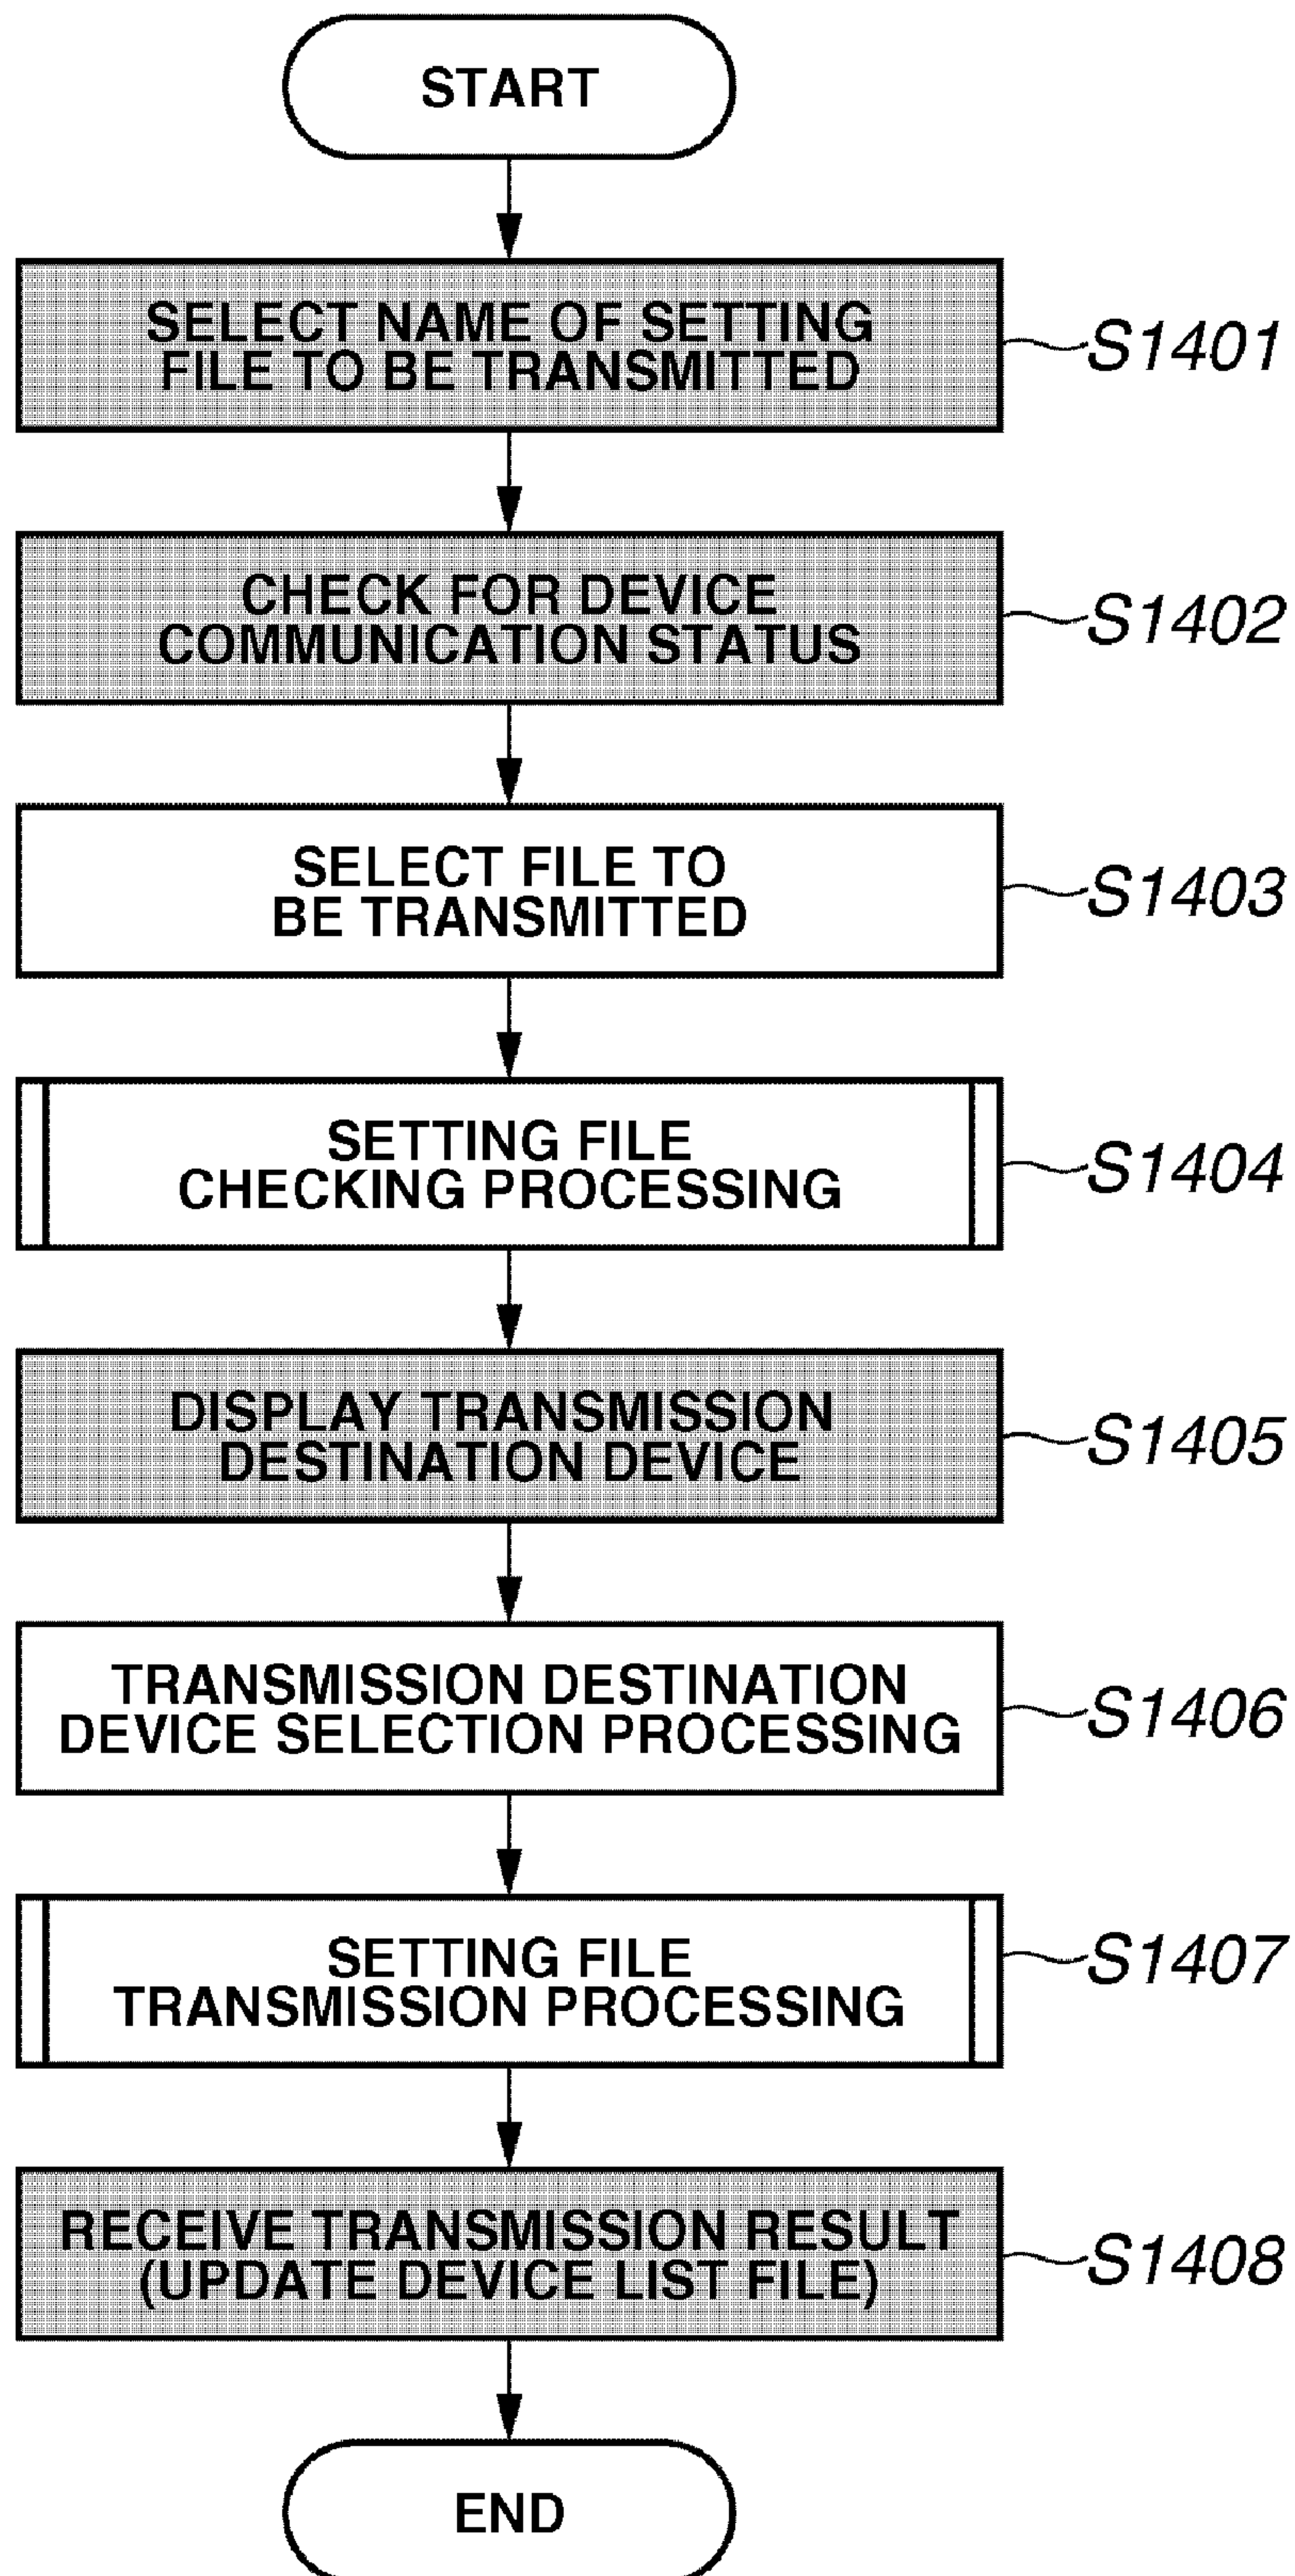 START
SELECT NAME OF SETTING
FILE TO BE TRANSMITTED
S1401
CHECK FOR DEVICE
COMMUNICATION STATUS
S1402
SELECT FILE TO
BE TRANSMITTED
S1403
SETTING FILE
CHECKING PROCESSING
S1404
DISPLAY TRANSMISSION
DESTINATION DEVICE
S1405
TRANSMISSION DESTINATION
DEVICE SELECTION PROCESSING
S1406
SETTING FILE
TRANSMISSION PROCESSING
S1407
RECEIVE TRANSMISSION RESULT
(UPDATE DEVICE LIST FILE)
S1408
END